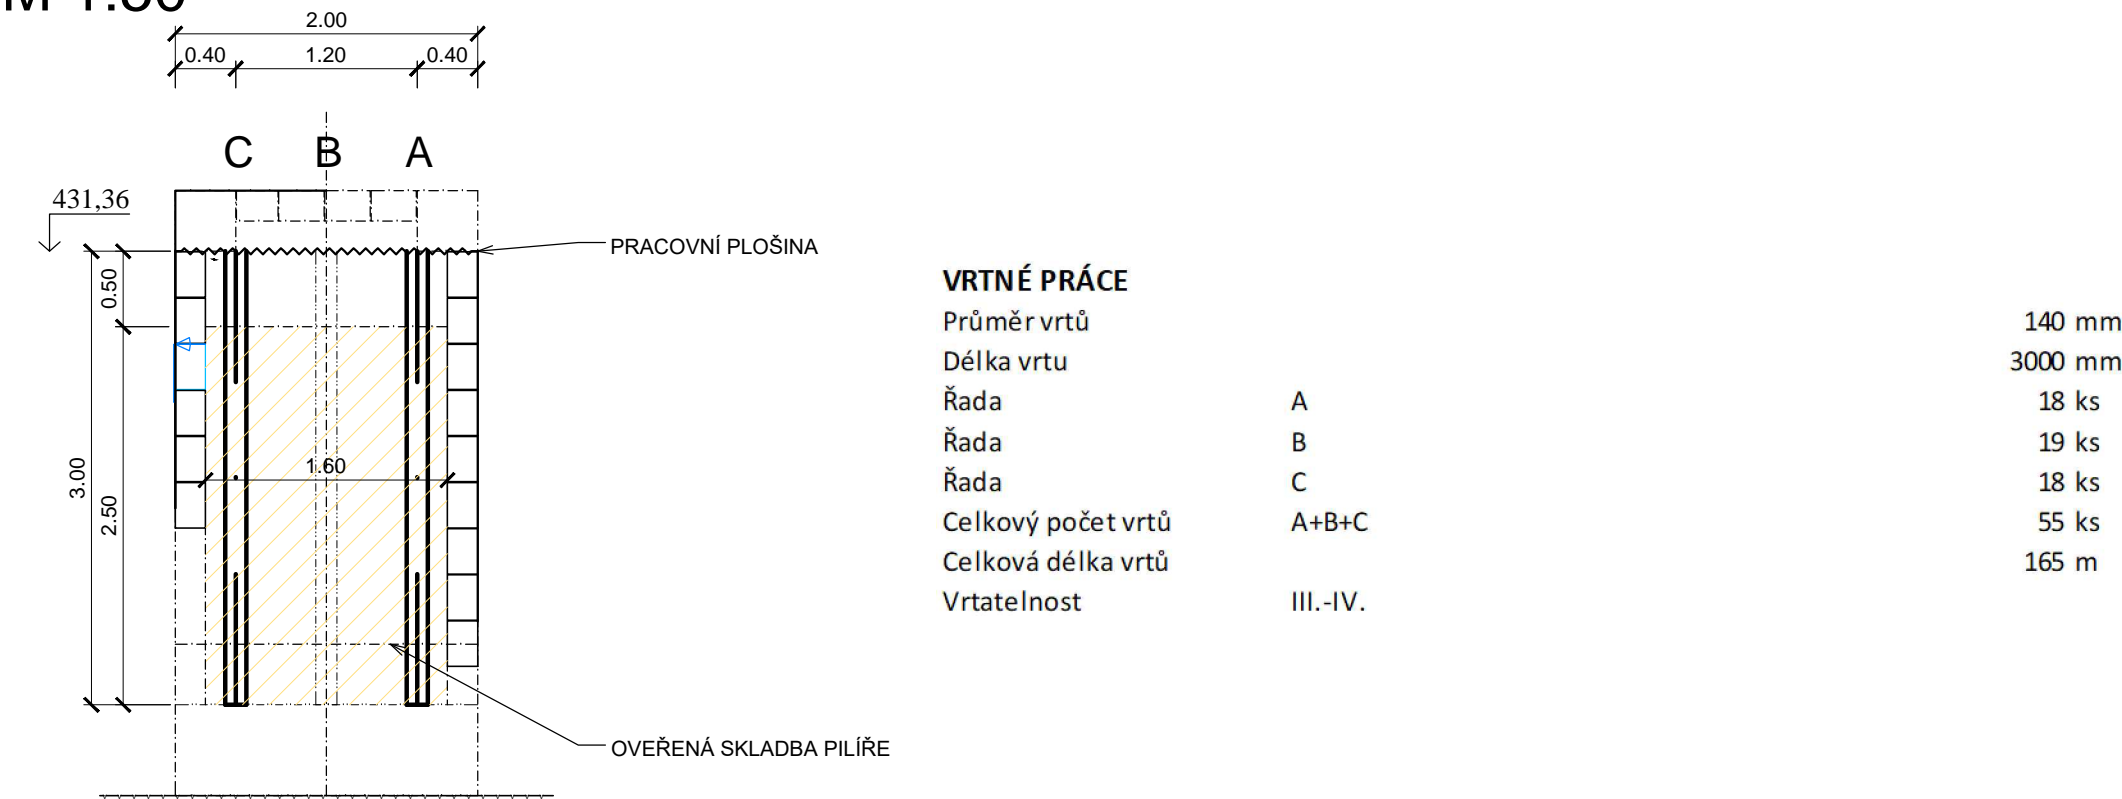 2.00
0.40 1.20 0.40
C B A
431,36
PRACOVNÍ PLOŠINA
0.50
1.60
3.00
2.50
OVEŘENÁ SKLADBA PILÍŘE
VRTNÉ PRÁCE
Průměr vrtů 140 mm
Délka vrtu 3000 mm
Řada A 18 ks
Řada B 19 ks
Řada C 18 ks
Celkový počet vrtů A+B+C 55 ks
Celková délka vrtů 165 m
Vrtatelnost III.-IV.